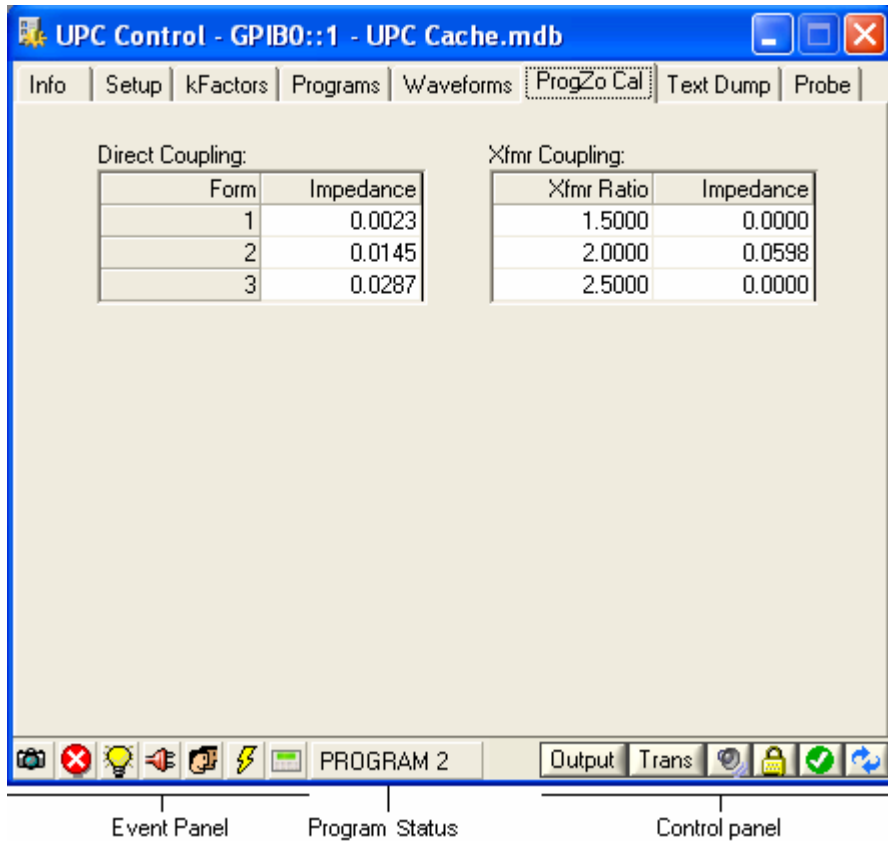 UPC Control - GPIB0::1 - UPC Cache.mdb
Info Setup kFactors Programs Waveforms ProgZo Cal Text Dump Probe
Direct Coupling: Xfmr Coupling:
Form Impedance Xfmr Ratio Impedance
1 0.0023 1.5000 0.0000
2 0.0145 2.0000 0.0598
3 0.0287 2.5000 0.0000
PROGRAM 2 Output Trans
Event Panel Program Status Control panel